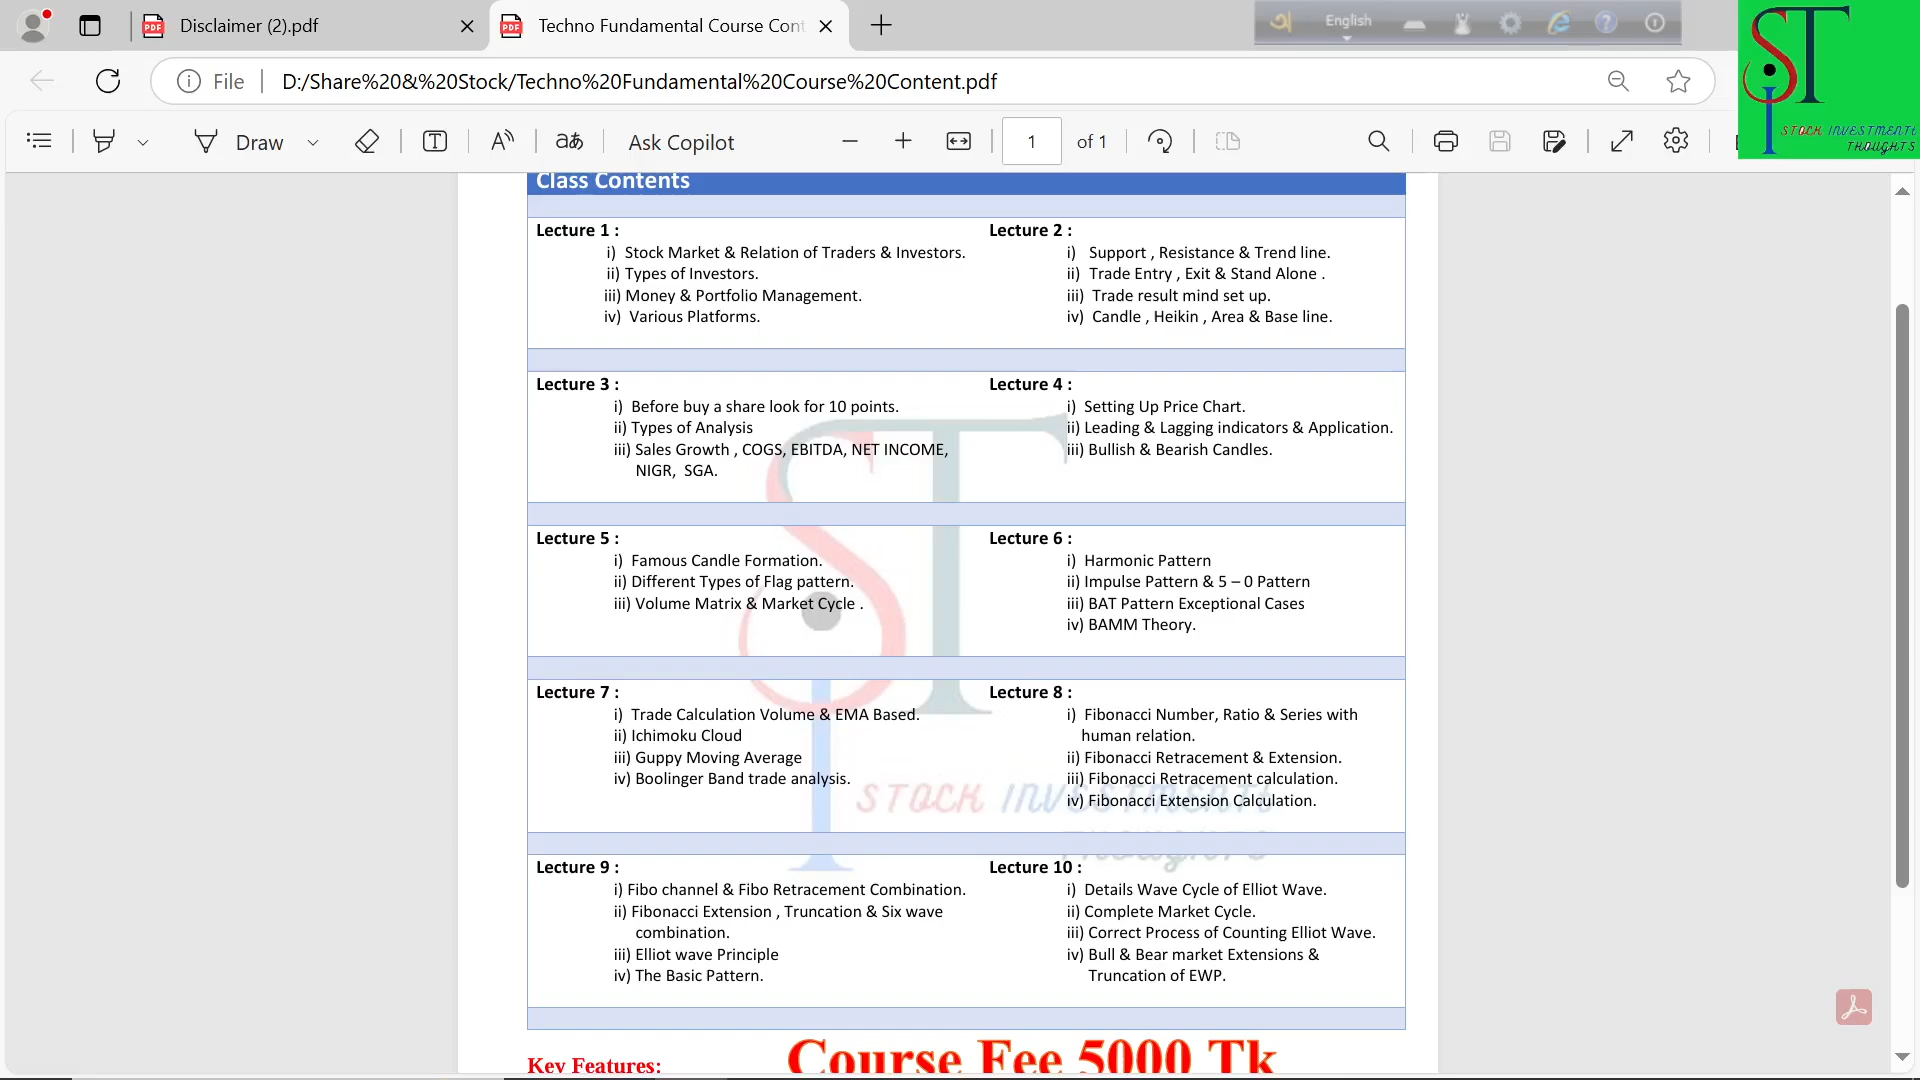 Disclaimer (2).pdf
Techno Fundamental Course Cont
English
File
D:/Share%20&%20Stock/Techno%20Fundamental%20Course%20Content.pdf
STOCK INVESTMENT
THOUGHTS
Draw
aあ
Ask Copilot
1
of 1
Class Contents
Lecture 1 :
i) Stock Market & Relation of Traders & Investors.
ii) Types of Investors.
iii) Money & Portfolio Management.
iv) Various Platforms.
Lecture 2 :
i) Support , Resistance & Trend line.
ii) Trade Entry , Exit & Stand Alone .
iii) Trade result mind set up.
iv) Candle , Heikin , Area & Base line.
Lecture 3 :
i) Before buy a share look for 10 points.
ii) Types of Analysis
iii) Sales Growth , COGS, EBITDA, NET INCOME,
NIGR, SGA.
Lecture 4 :
i) Setting Up Price Chart.
ii) Leading & Lagging indicators & Application.
iii) Bullish & Bearish Candles.
Lecture 5 :
i) Famous Candle Formation.
ii) Different Types of Flag pattern.
iii) Volume Matrix & Market Cycle .
Lecture 6 :
i) Harmonic Pattern
ii) Impulse Pattern & 5 – 0 Pattern
iii) BAT Pattern Exceptional Cases
iv) BAMM Theory.
Lecture 7 :
i) Trade Calculation Volume & EMA Based.
ii) Ichimoku Cloud
iii) Guppy Moving Average
iv) Boolinger Band trade analysis.
Lecture 8 :
i) Fibonacci Number, Ratio & Series with
human relation.
ii) Fibonacci Retracement & Extension.
iii) Fibonacci Retracement calculation.
iv) Fibonacci Extension Calculation.
STOCK INVESTMENT
THOUGHTS
Lecture 9 :
i) Fibo channel & Fibo Retracement Combination.
ii) Fibonacci Extension , Truncation & Six wave
combination.
iii) Elliot wave Principle
iv) The Basic Pattern.
Lecture 10 :
i) Details Wave Cycle of Elliot Wave.
ii) Complete Market Cycle.
iii) Correct Process of Counting Elliot Wave.
iv) Bull & Bear market Extensions &
Truncation of EWP.
Key Features:
Course Fee 5000 Tk